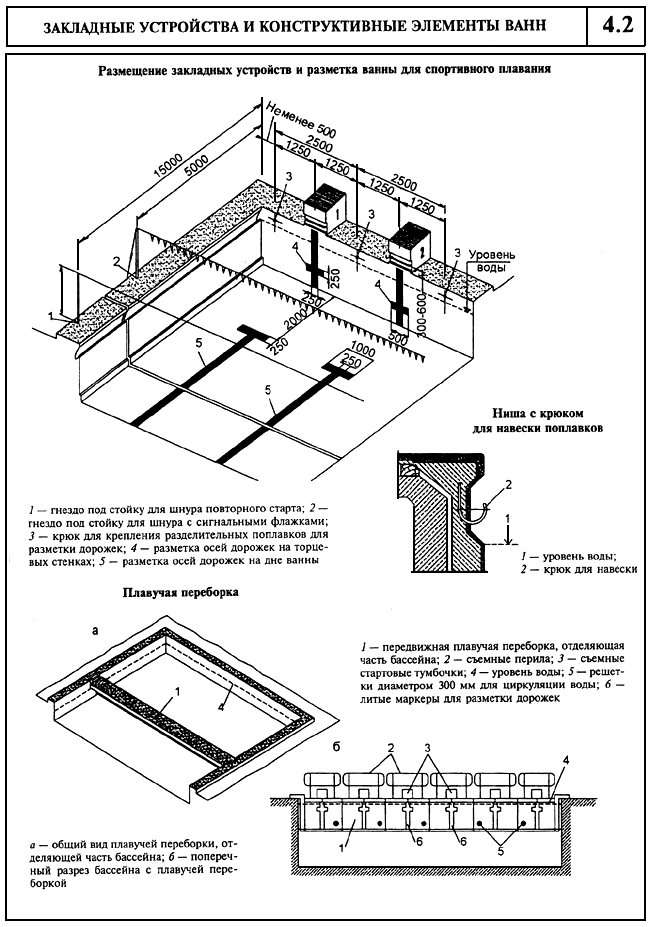 ЗАКЛАДНЫЕ УСТРОЙСТВА И КОНСТРУКТИВНЫЕ ЭЛЕМЕНТЫ ВАНН
4.2
Размещение закладных устройств и разметка ванны для спортивного плавания
Не менее 500
2500
1250
1250
2500
1250
1250
15000
5000
3
3
3
1
1
Уровень
воды
2
1
4
250
250
2000
250
4
300-600
500
1000
250
5
5
1 — гнездо под стойку для шнура повторного старта; 2 —
гнездо под стойку для шнура с сигнальными флажками;
3 — крюк для крепления разделительных поплавков для
разметки дорожек; 4 — разметка осей дорожек на торце-
вых стенках; 5 — разметка осей дорожек на дне ванны
Ниша с крюком
для навески поплавков
2
1
1 — уровень воды;
2 — крюк для навески
Плавучая переборка
а
1
4
1 — передвижная плавучая переборка, отделяющая
часть бассейна; 2 — съемные перила; 3 — съемные
стартовые тумбочки; 4 — уровень воды; 5 — решет-
ки диаметром 300 мм для циркуляции воды; 6 —
литые маркеры для разметки дорожек
б
2
3
4
1
6
6
5
а — общий вид плавучей переборки, от-
деляющей часть бассейна; б — попереч-
ный разрез бассейна с плавучей пере-
боркой